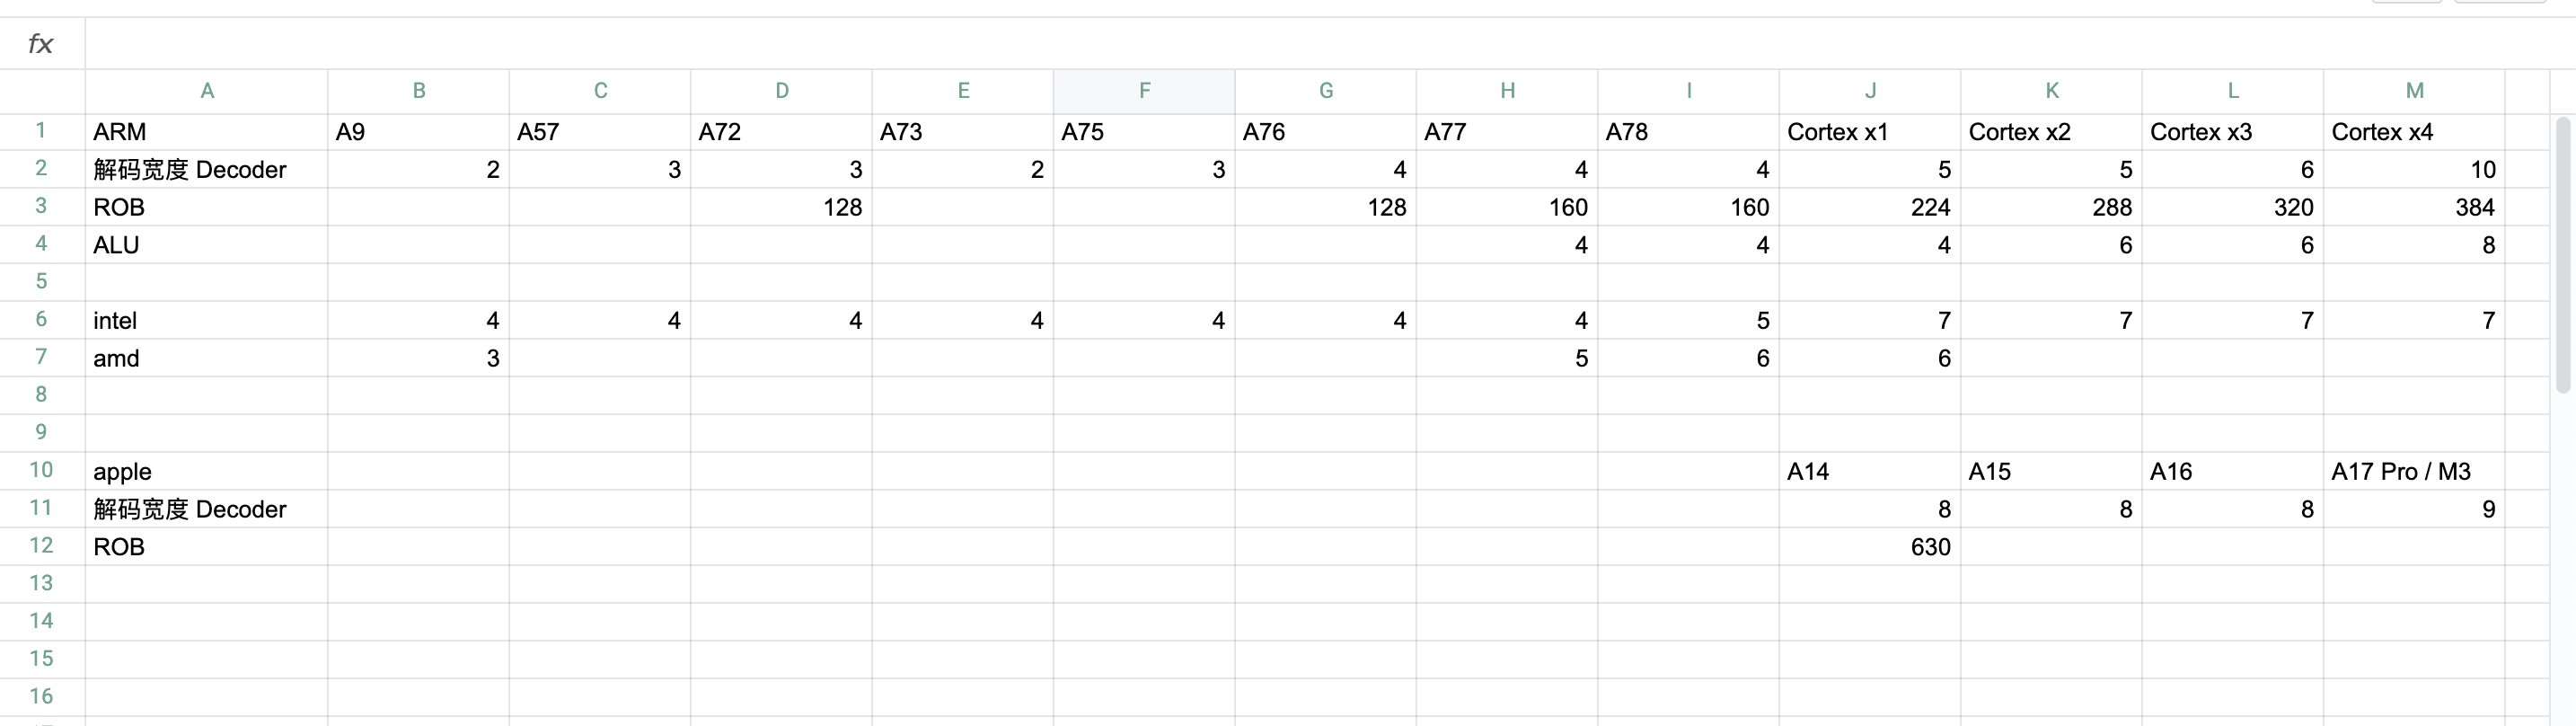 fx
A B C D E F G H I J K L M
1 ARM A9 A57 A72 A73 A75 A76 A77 A78 Cortex x1 Cortex x2 Cortex x3 Cortex x4
2 解码宽度 Decoder 2 3 3 2 3 4 4 4 5 5 6 10
3 ROB 128 128 160 160 224 288 320 384
4 ALU 4 4 4 6 6 8
5
6 intel 4 4 4 4 4 4 4 5 7 7 7 7
7 amd 3 5 6 6
8
9
10 apple A14 A15 A16 A17 Pro / M3
11 解码宽度 Decoder 8 8 8 9
12 ROB 630
13
14
15
16